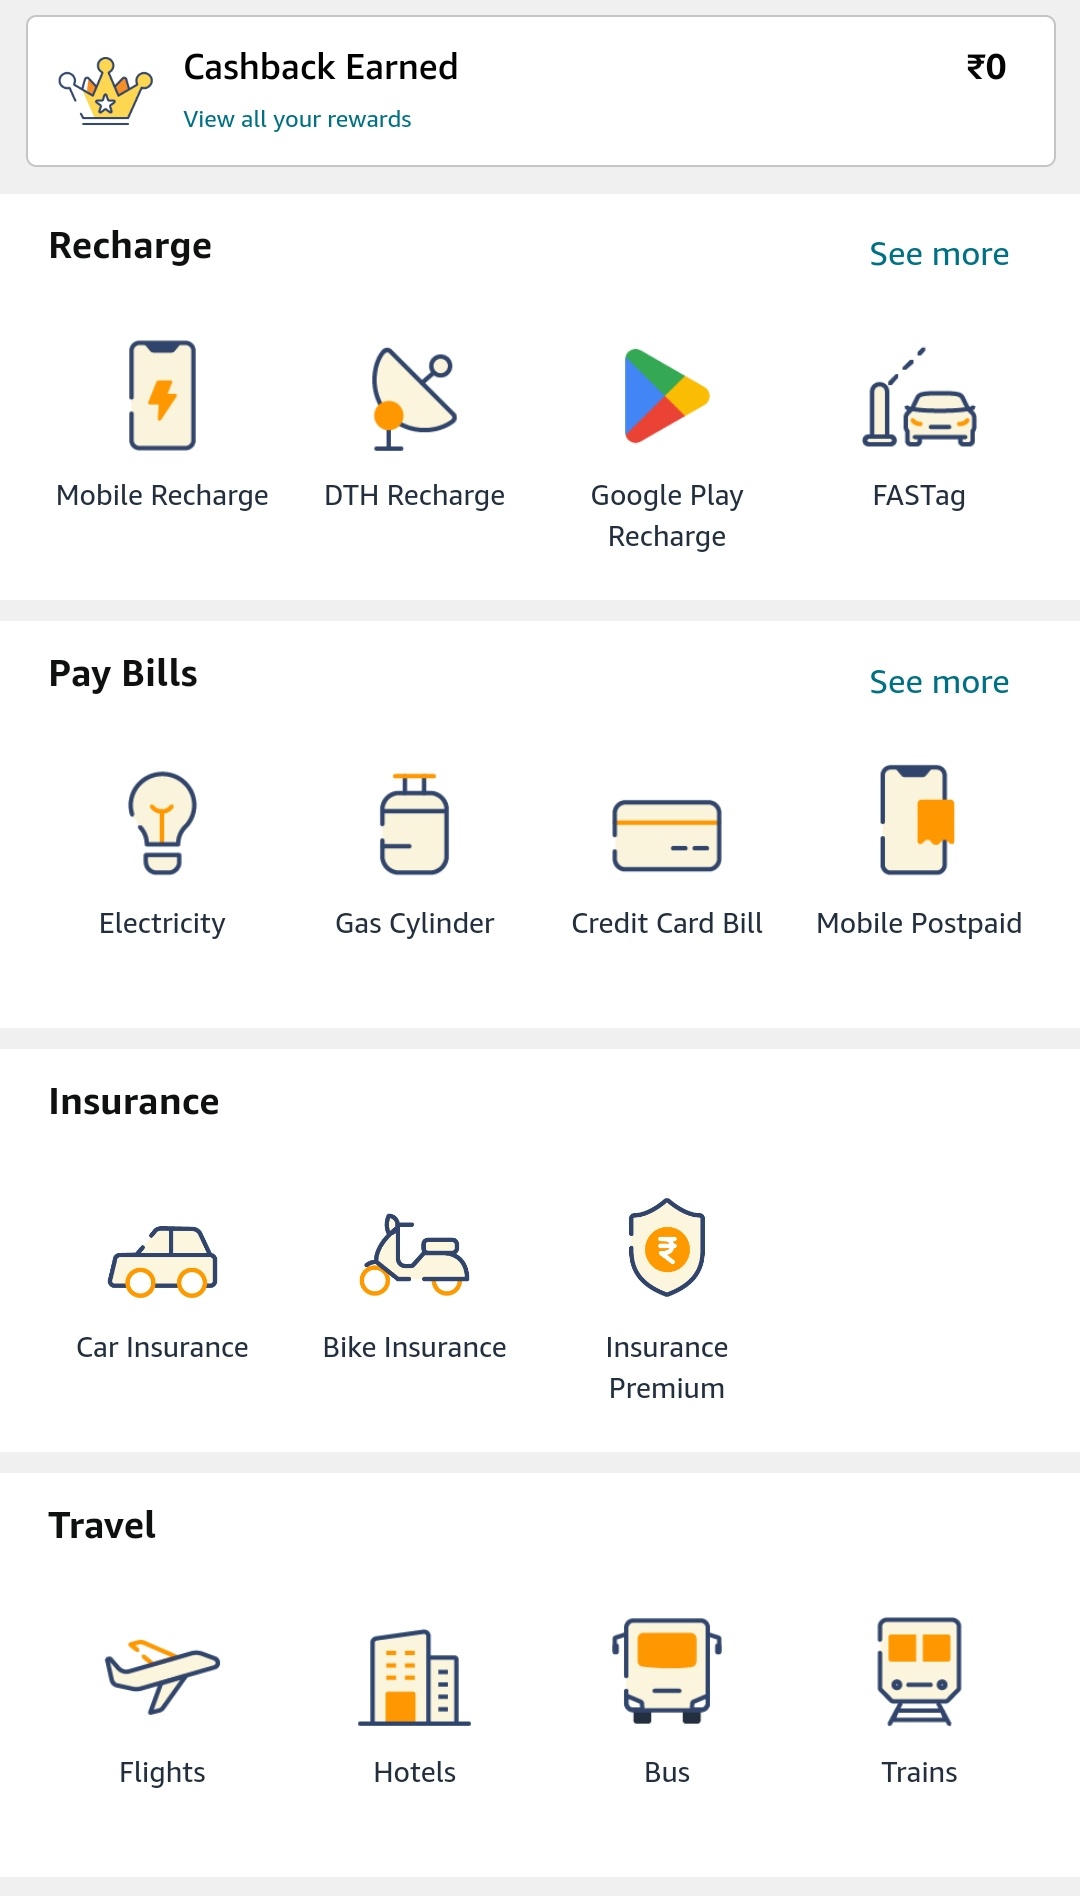 Cashback Earned
₹0
View all your rewards
Recharge
See more
Mobile Recharge
DTH Recharge
Google Play
Recharge
FASTag
Pay Bills
See more
Electricity
Gas Cylinder
Credit Card Bill
Mobile Postpaid
Insurance
₹
Car Insurance
Bike Insurance
Insurance
Premium
Travel
Flights
Hotels
Bus
Trains